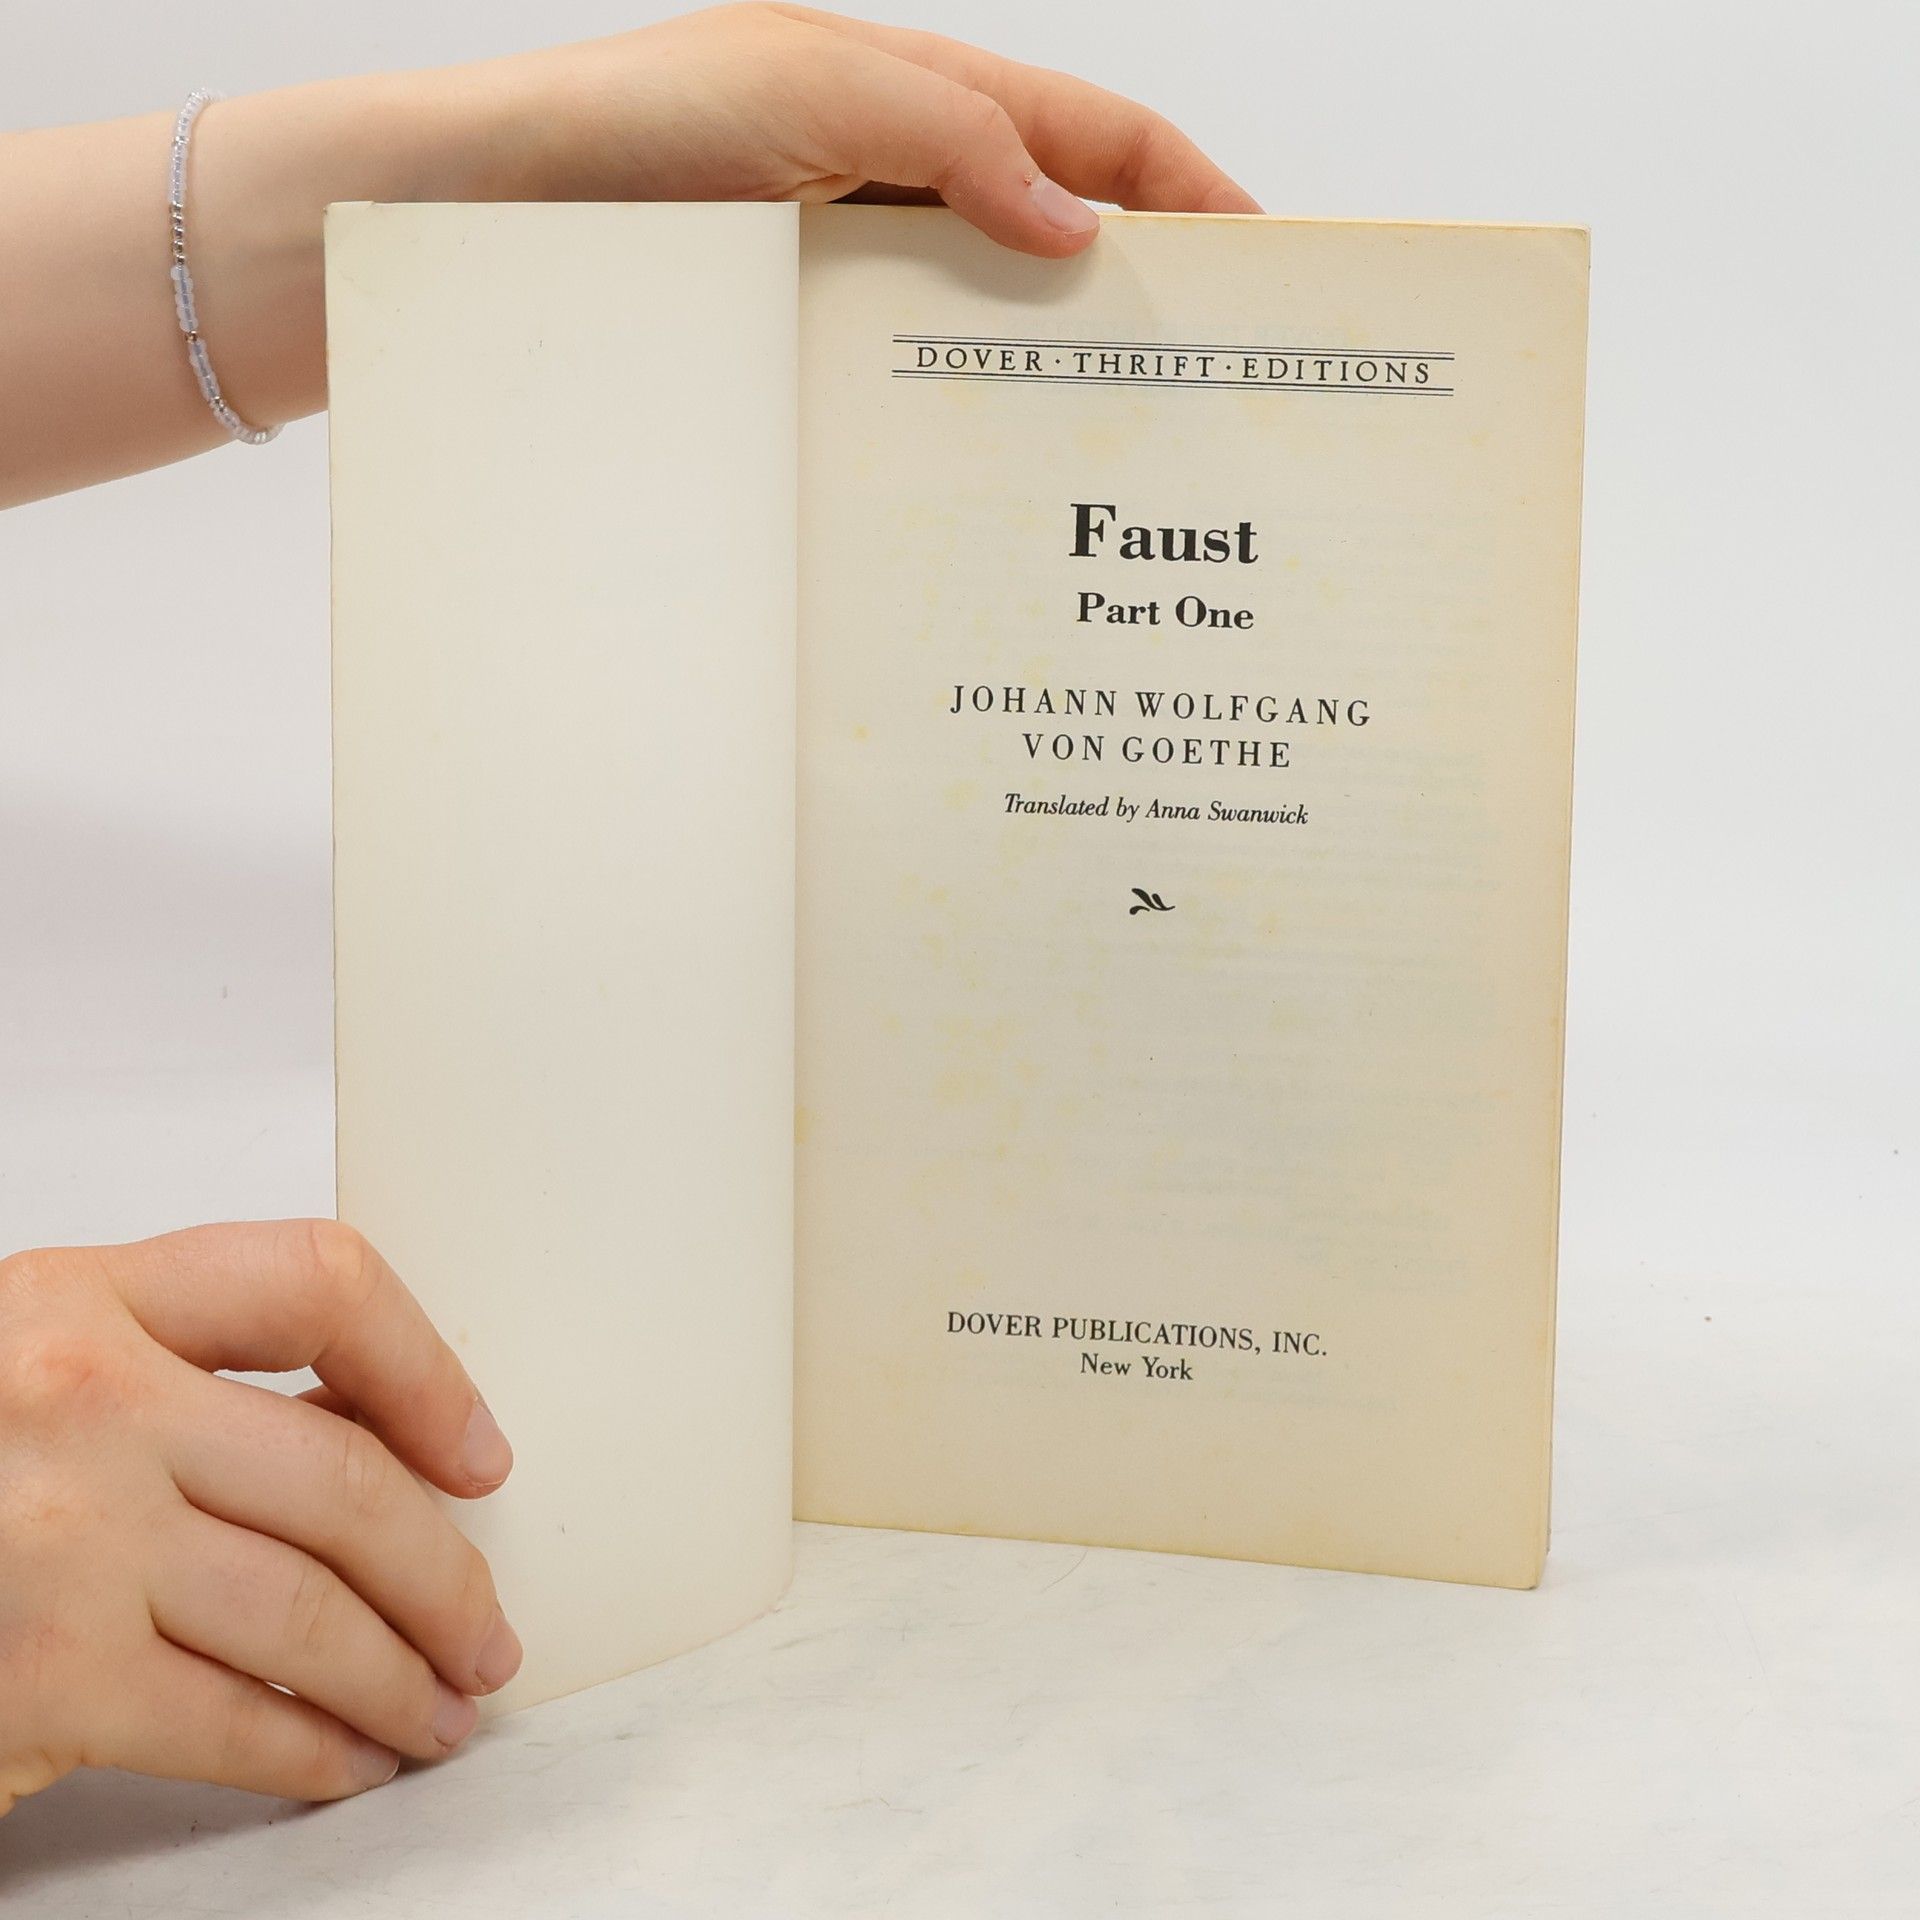 DOVER · THRIFT · EDITIONS
Faust
Part One
JOHANN WOLFGANG
VON GOETHE
Translated by Anna Swanwick
DOVER PUBLICATIONS, INC.
New York